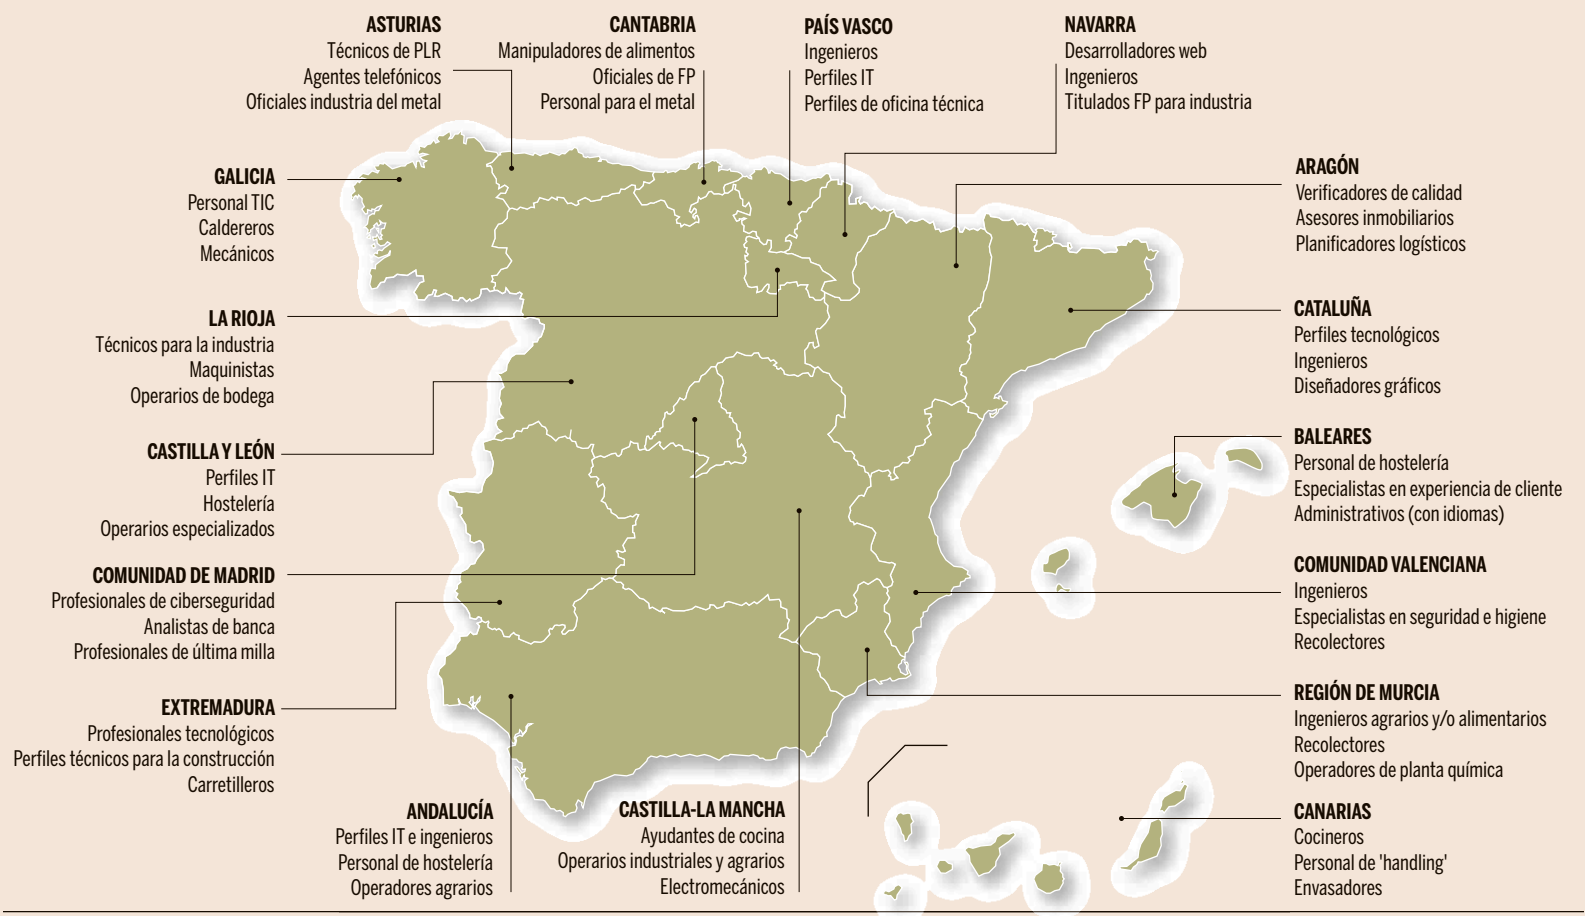 ASTURIAS
Técnicos de PLR
Agentes telefónicos
Oficiales industria del metal
CANTABRIA
Manipuladores de alimentos
Oficiales de FP
Personal para el metal
PAÍS VASCO
Ingenieros
Perfiles IT
Perfiles de oficina técnica
NAVARRA
Desarrolladores web
Ingenieros
Titulados FP para industria
GALICIA
Personal TIC
Caldereros
Mecánicos
LA RIOJA
Técnicos para la industria
Maquinistas
Operarios de bodega
CASTILLA Y LEÓN
Perfiles IT
Hostelería
Operarios especializados
COMUNIDAD DE MADRID
Profesionales de ciberseguridad
Analistas de banca
Profesionales de última milla
EXTREMADURA
Profesionales tecnológicos
Perfiles técnicos para la construcción
Carretilleros
ANDALUCÍA
Perfiles IT e ingenieros
Personal de hostelería
Operadores agrarios
CASTILLA-LA MANCHA
Ayudantes de cocina
Operarios industriales y agrarios
Electromecánicos
ARAGÓN
Verificadores de calidad
Asesores inmobiliarios
Planificadores logísticos
CATALUÑA
Perfiles tecnológicos
Ingenieros
Diseñadores gráficos
BALEARES
Personal de hostelería
Especialistas en experiencia de cliente
Administrativos (con idiomas)
COMUNIDAD VALENCIANA
Ingenieros
Especialistas en seguridad e higiene
Recolectores
REGIÓN DE MURCIA
Ingenieros agrarios y/o alimentarios
Recolectores
Operadores de planta química
CANARIAS
Cocineros
Personal de 'handling'
Envasadores